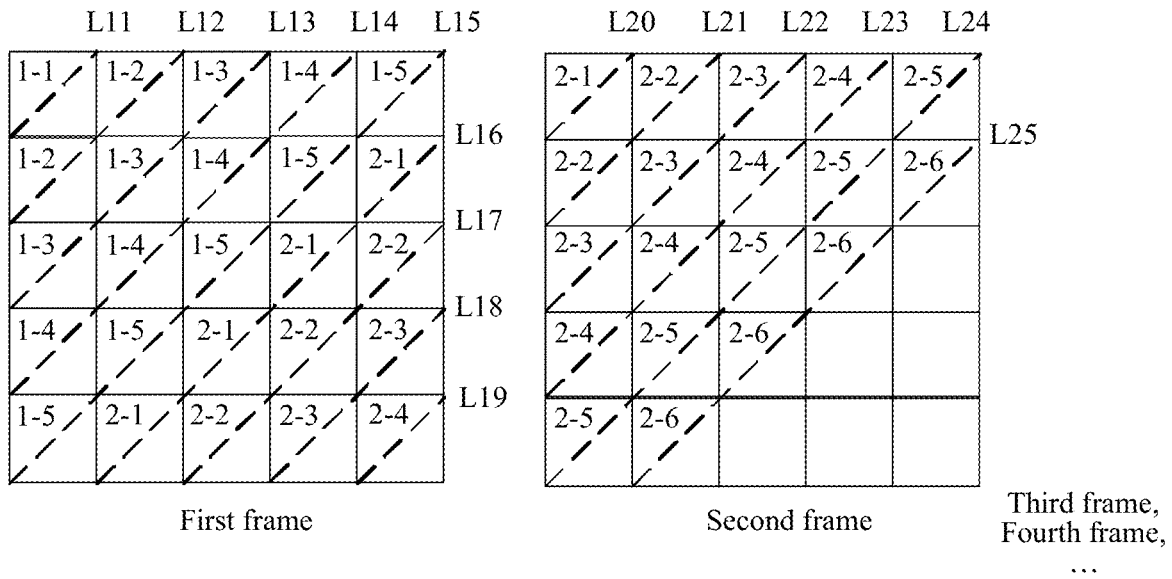 L11 L12 L13 L14 L15
1-1 1-2 1-3 1-4 1-5
L16
1-2 1-3 1-4 1-5 2-1
L17
1-3 1-4 1-5 2-1 2-2
L18
1-4 1-5 2-1 2-2 2-3
L19
1-5 2-1 2-2 2-3 2-4
First frame
L20 L21 L22 L23 L24
2-1 2-2 2-3 2-4 2-5
L25
2-2 2-3 2-4 2-5 2-6
2-3 2-4 2-5 2-6
2-4 2-5 2-6
2-5 2-6
Second frame
Third frame,
Fourth frame,
…